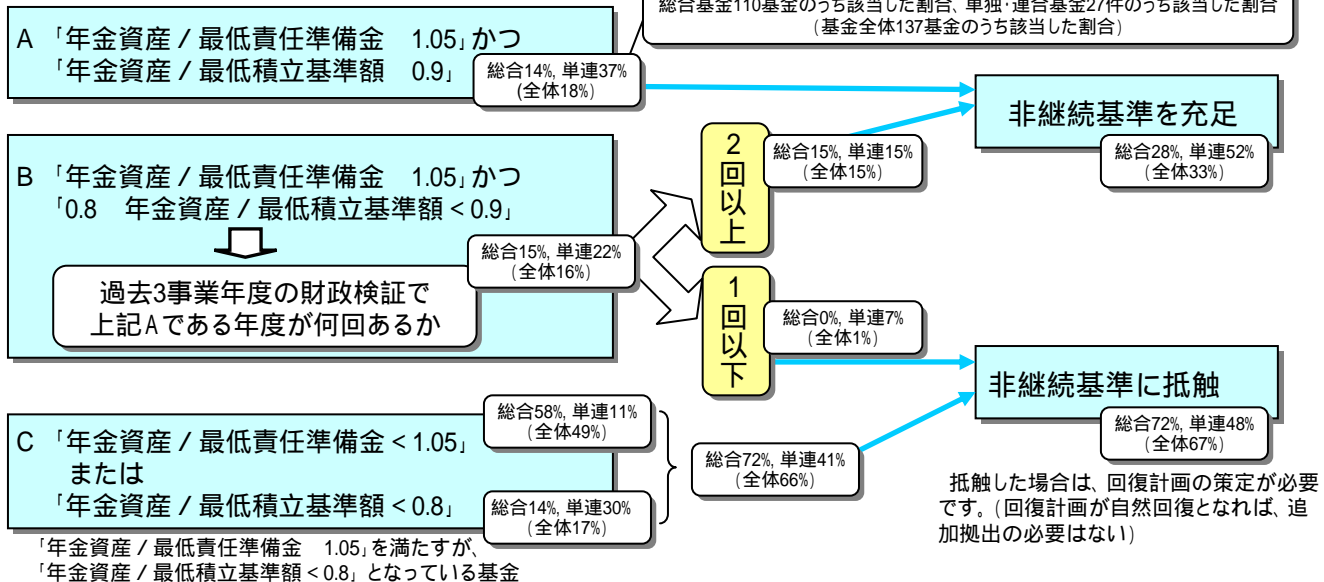 総合基金110基金のうち該当した割合、単独・連合基金27件のうち該当した割合
(基金全体137基金のうち該当した割合)
A 「年金資産 / 最低責任準備金 1.05」かつ
「年金資産 / 最低積立基準額 0.9」
総合14%, 単連37%
(全体18%)
非継続基準を充足
総合28%, 単連52%
(全体33%)
B 「年金資産 / 最低責任準備金 1.05」かつ
「0.8 年金資産 / 最低積立基準額 < 0.9」
過去3事業年度の財政検証で
上記Aである年度が何回あるか
総合15%, 単連22%
(全体16%)
2回以上
総合15%, 単連15%
(全体15%)
1回以下
総合0%, 単連7%
(全体1%)
非継続基準に抵触
総合72%, 単連48%
(全体67%)
C 「年金資産 / 最低責任準備金 < 1.05」
または
「年金資産 / 最低積立基準額 < 0.8」
総合58%, 単連11%
(全体49%)
総合14%, 単連30%
(全体17%)
総合72%, 単連41%
(全体66%)
抵触した場合は、回復計画の策定が必要
です。(回復計画が自然回復となれば、追
加拠出の必要はない)
「年金資産 / 最低責任準備金 1.05」を満たすが、
「年金資産 / 最低積立基準額 < 0.8」となっている基金